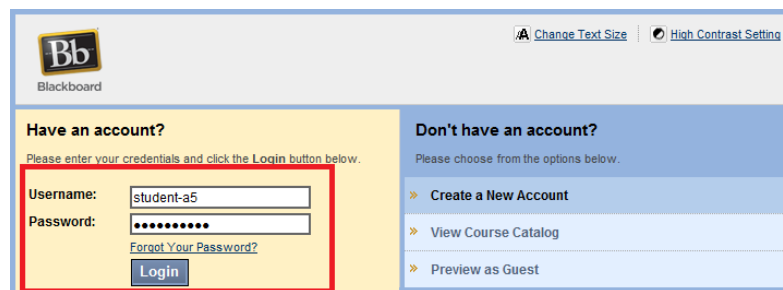 Change Text Size
High Contrast Setting
Bb
Blackboard
Have an account?
Please enter your credentials and click the Login button below.
Username:
student-a5
Password:
••••••••••
Forgot Your Password?
Login
Don't have an account?
Please choose from the options below.
» Create a New Account
» View Course Catalog
» Preview as Guest